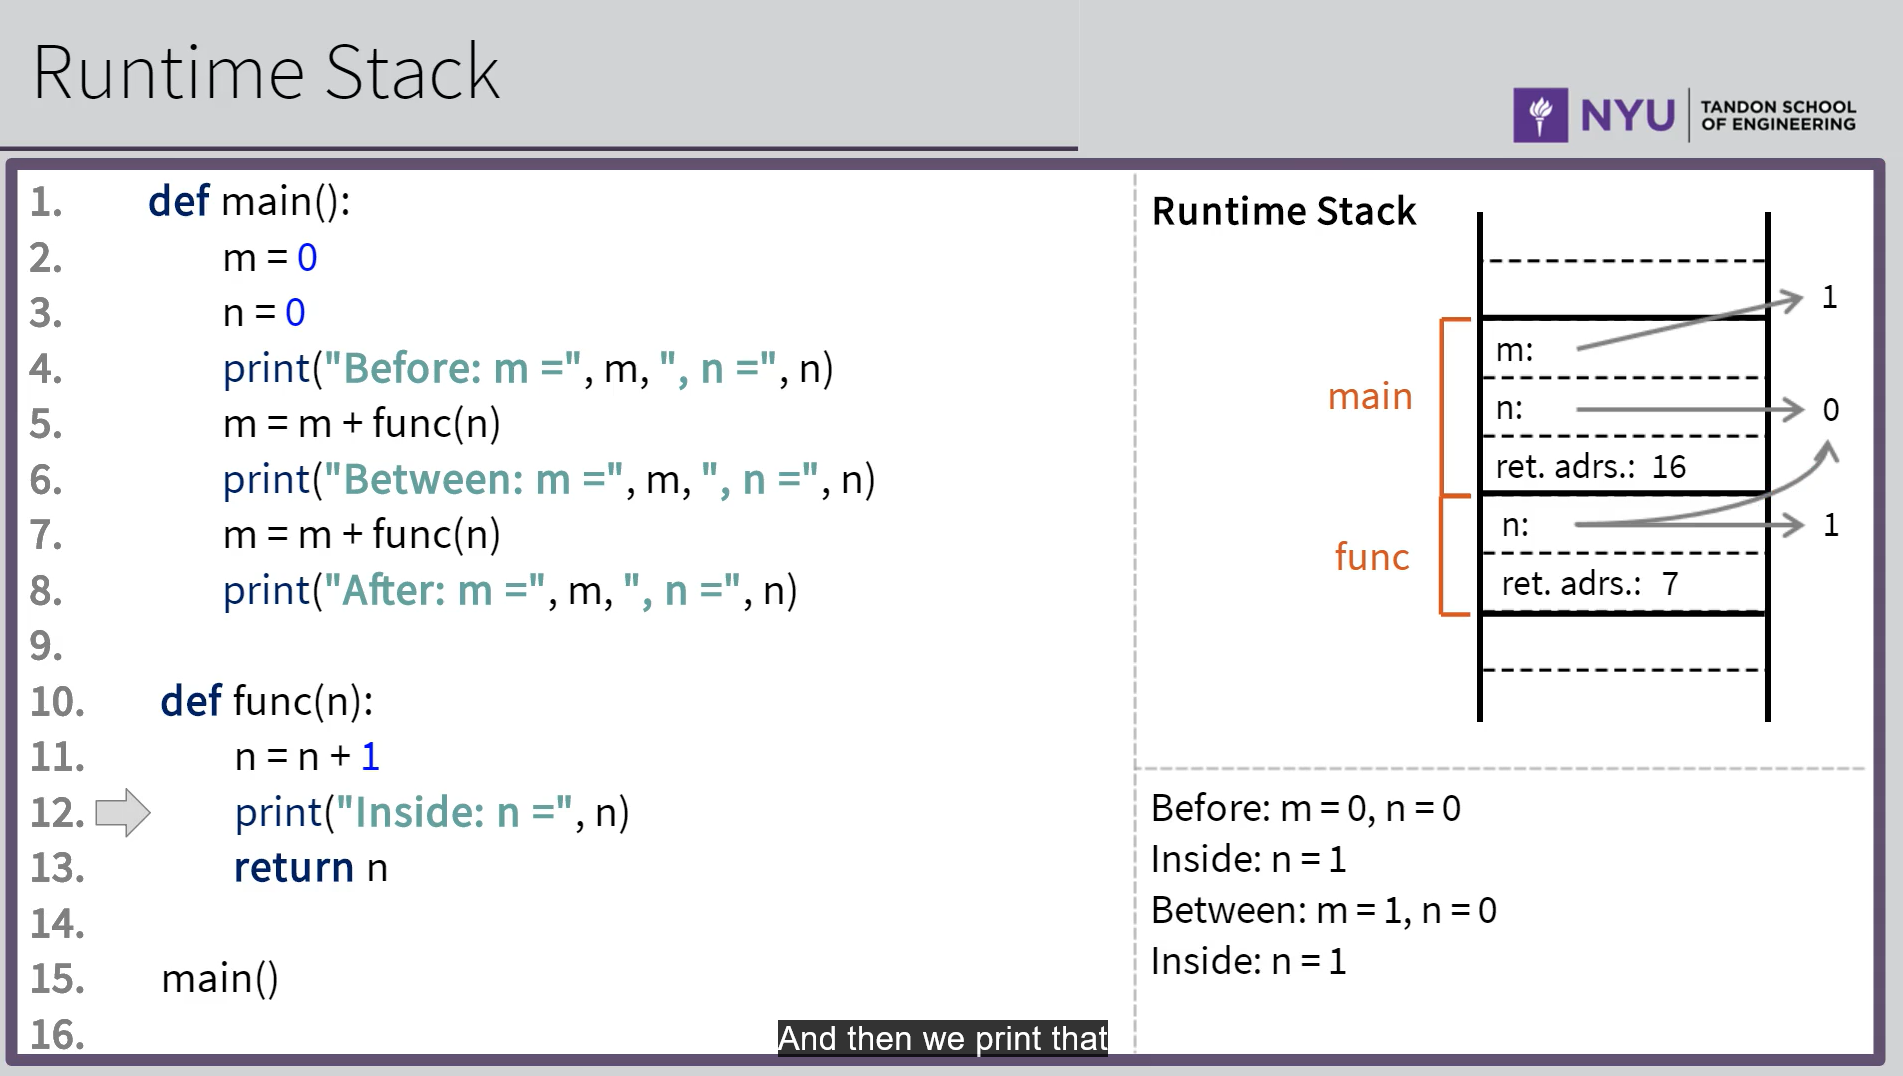 Runtime Stack
NYU
TANDON SCHOOL
OF ENGINEERING
1. def main():
2. m = 0
3. n = 0
4. print("Before: m =", m, ", n =", n)
5. m = m + func(n)
6. print("Between: m =", m, ", n =", n)
7. m = m + func(n)
8. print("After: m =", m, ", n =", n)
9.
10. def func(n):
11. n = n + 1
12. print("Inside: n =", n)
13. return n
14.
15. main()
16.
Runtime Stack
1
m:
main
n:
0
ret. adrs.: 16
n:
1
func
ret. adrs.: 7
Before: m = 0, n = 0
Inside: n = 1
Between: m = 1, n = 0
Inside: n = 1
And then we print that